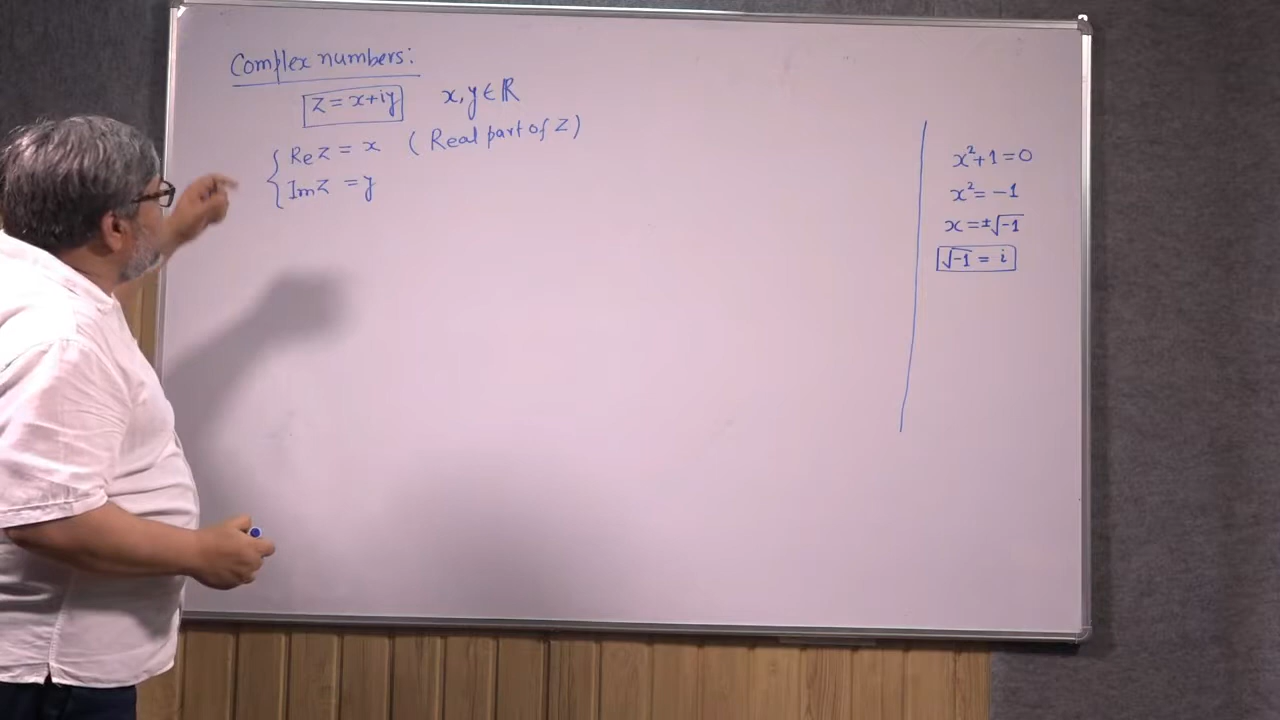 Complex numbers:
z = x+iy x, y ∈ ℝ
Re z = x (Real part of z)
Im z = y
x²+1=0
x²= -1
x = ±√-1
√-1 = i